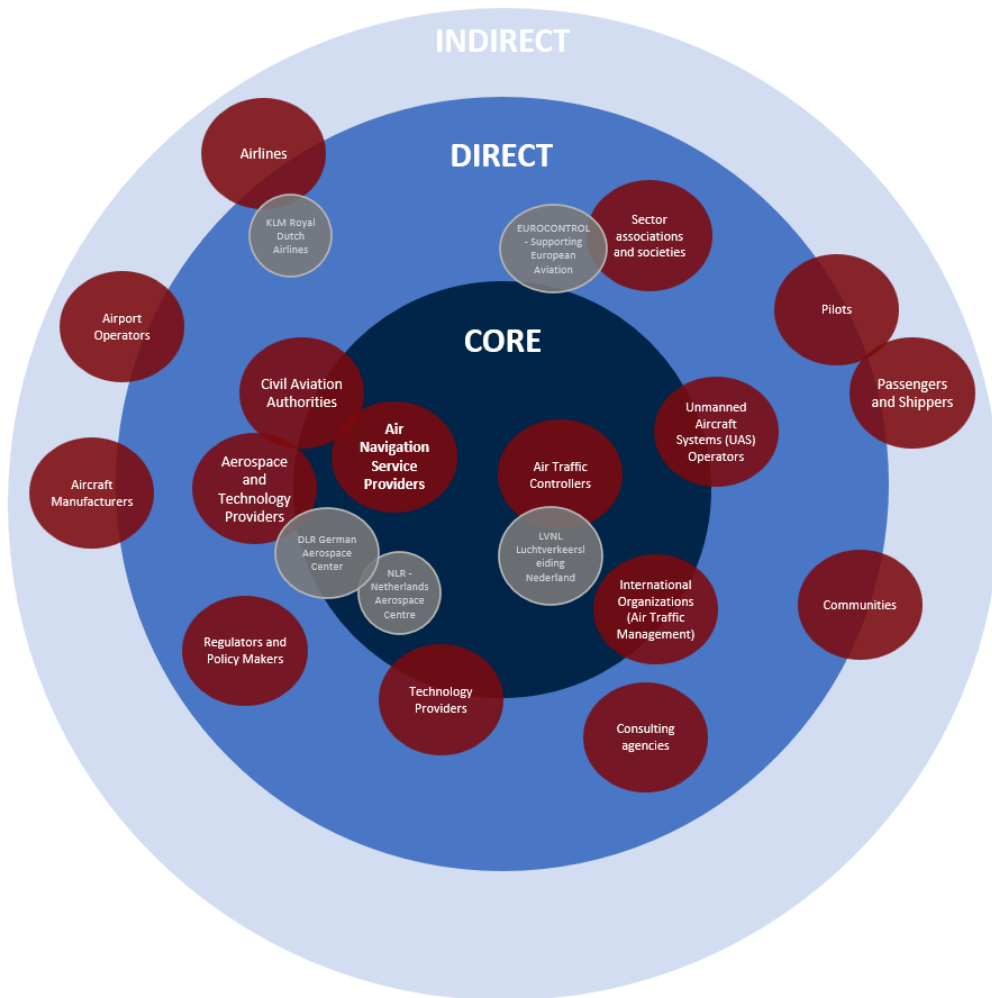 INDIRECT
DIRECT
CORE
Airlines
KLM Royal
Dutch
Airlines
EUROCONTROL
- Supporting
European
Aviation
Sector
associations
and societies
Airport
Operators
Pilots
Passengers
and Shippers
Civil Aviation
Authorities
Air
Navigation
Service
Providers
Unmanned
Aircraft
Systems (UAS)
Operators
Aerospace
and
Technology
Providers
Air Traffic
Controllers
Aircraft
Manufacturers
DLR German
Aerospace
Center
NLR -
Netherlands
Aerospace
Centre
LVNL
Luchtverkeersl
eiding
Nederland
International
Organizations
(Air Traffic
Management)
Communities
Regulators and
Policy Makers
Technology
Providers
Consulting
agencies